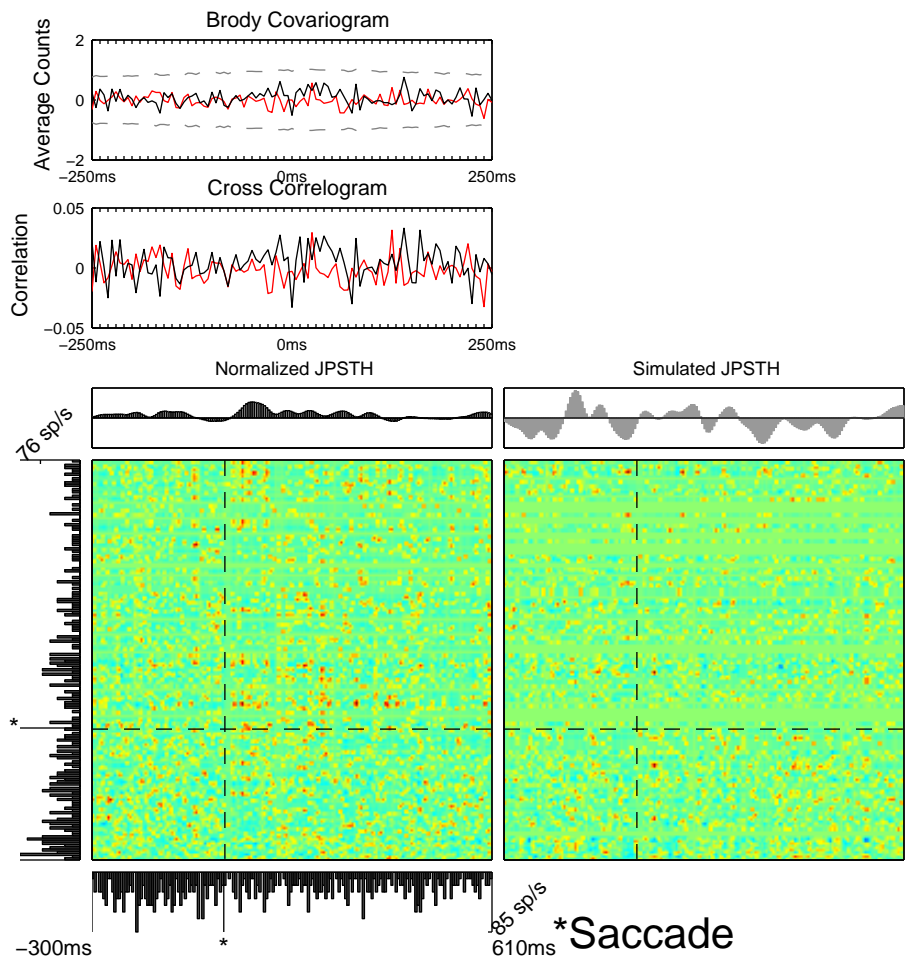 Brody Covariogram
Average Counts
2
0
−2
−250ms
0ms
250ms
Cross Correlogram
Correlation
0.05
0
−0.05
−250ms
0ms
250ms
Normalized JPSTH
Simulated JPSTH
76 sp/s
*
85 sp/s
−300ms
*
610ms
*Saccade